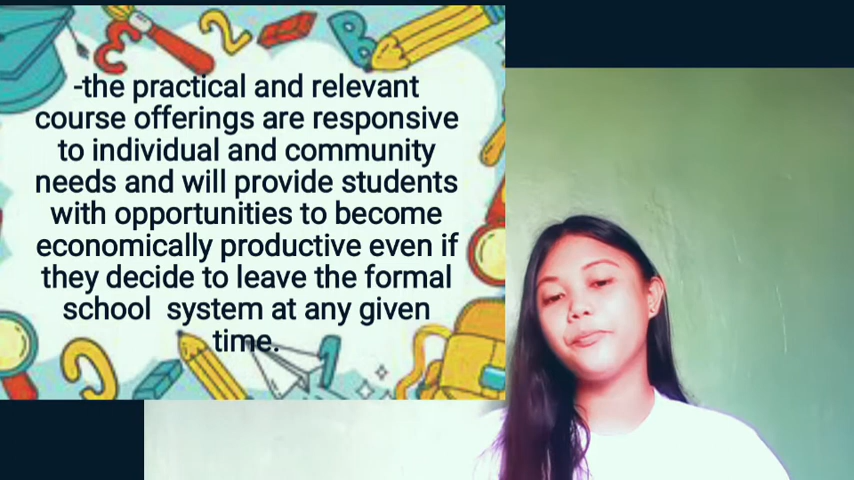 -the practical and relevant
course offerings are responsive
to individual and community
needs and will provide students
with opportunities to become
economically productive even if
they decide to leave the formal
school system at any given
time.